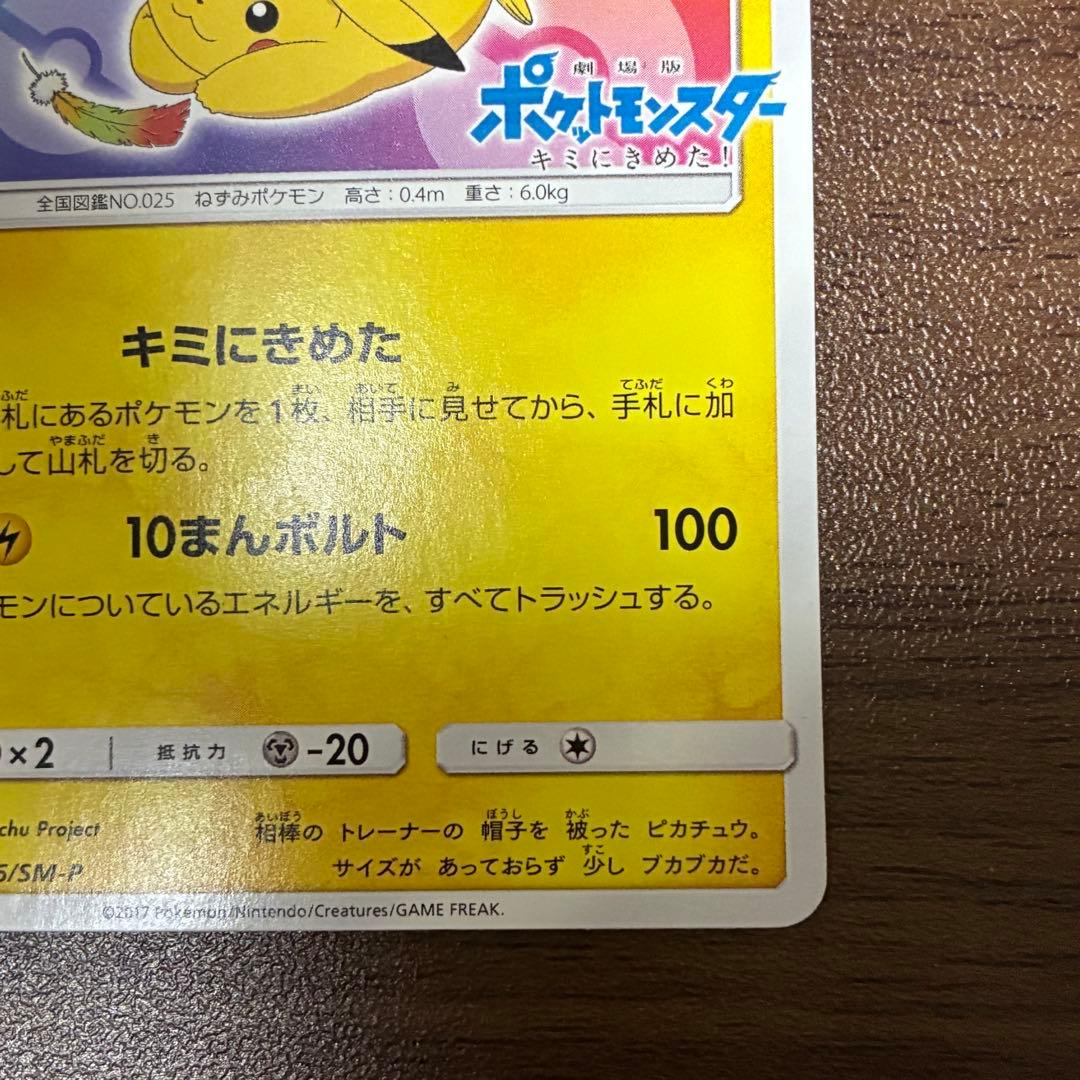 劇場版
ポケットモンスター
キミにきめた!
全国図鑑NO.025 ねずみポケモン 高さ:0.4m 重さ:6.0kg
キミにきめた
札にあるポケモンを1枚、相手に見せてから、手札に加
して山札を切る。
10まんボルト 100
モンについているエネルギーを、すべてトラッシュする。
×2 抵抗力 -20 にげる
chu Project
相棒の トレーナーの 帽子を 被った ピカチュウ。
サイズが あっておらず 少し ブカブカだ。
/SM-P
©2017 Pokémon/Nintendo/Creatures/GAME FREAK.